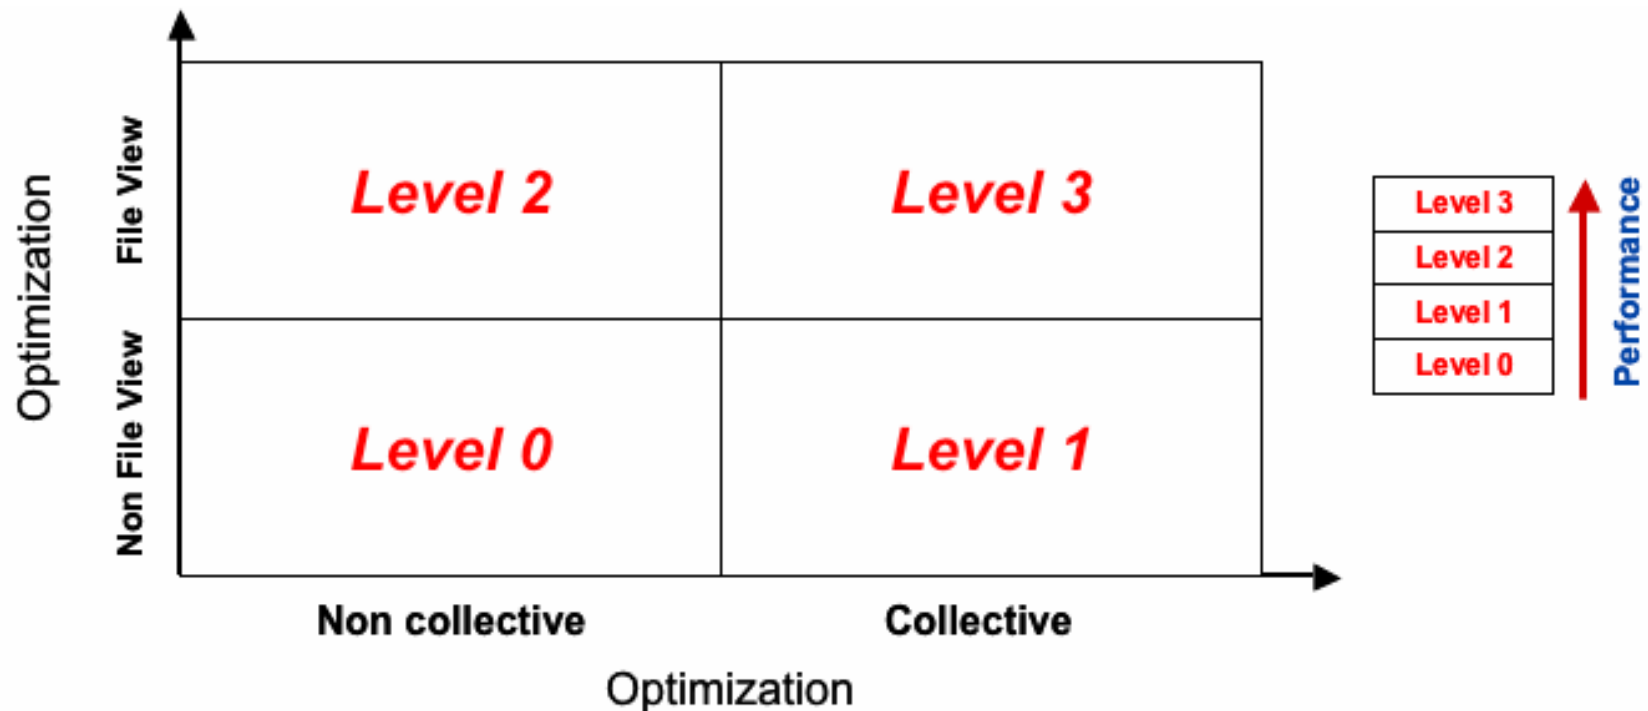 Optimization
File View
Non File View
Level 2
Level 3
Level 0
Level 1
Non collective
Collective
Optimization
Level 3
Level 2
Level 1
Level 0
Performance